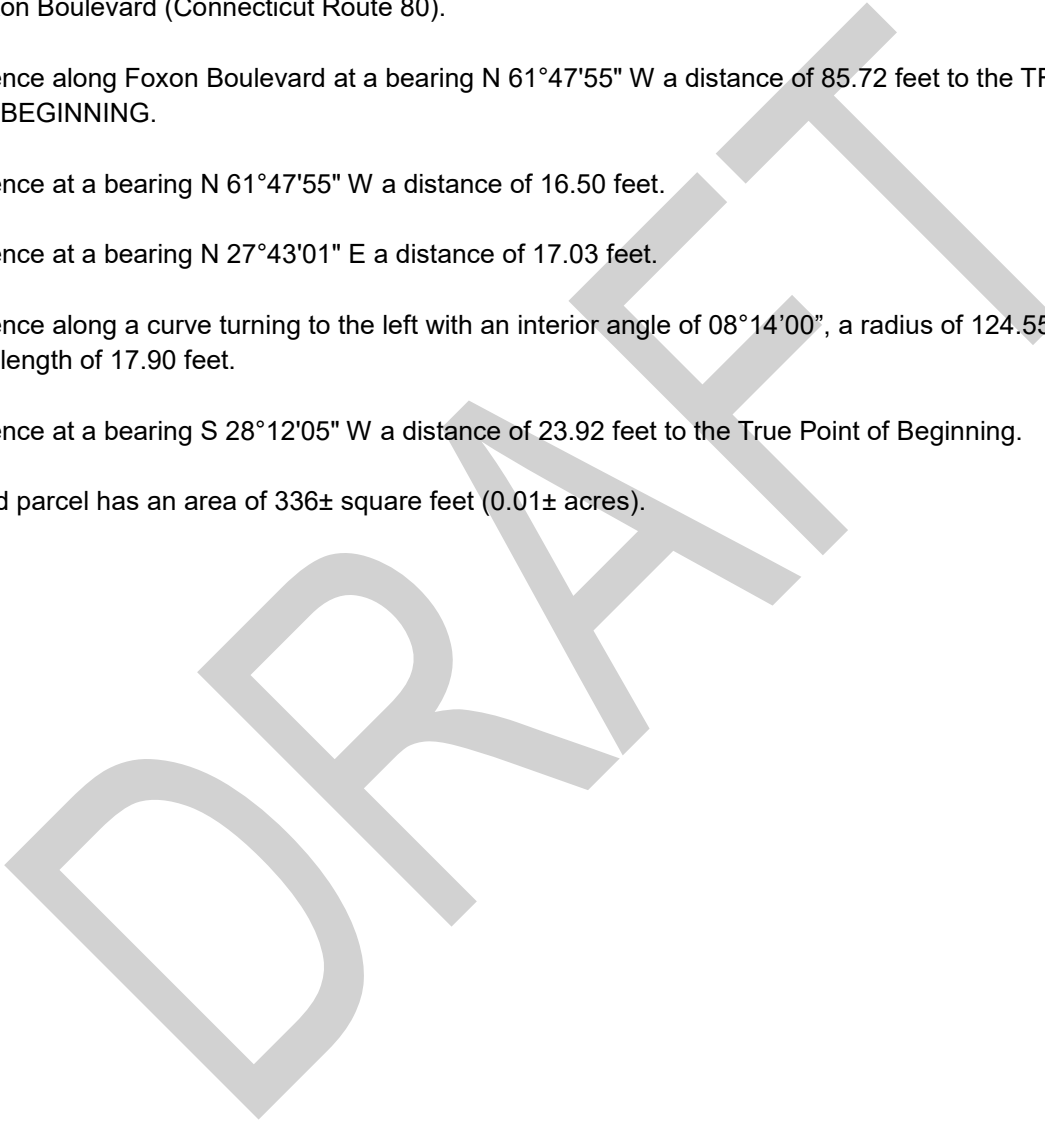 on Boulevard (Connecticut Route 80).
ence along Foxon Boulevard at a bearing N 61°47'55" W a distance of 85.72 feet to the
BEGINNING.
ence at a bearing N 61°47'55" W a distance of 16.50 feet.
ence at a bearing N 27°43'01" E a distance of 17.03 feet.
ence along a curve turning to the left with an interior angle of 08°14’00”, a radius of 124.55
length of 17.90 feet.
ence at a bearing S 28°12'05" W a distance of 23.92 feet to the True Point of Beginning.
d parcel has an area of 336± square feet (0.01± acres).
DRAFT